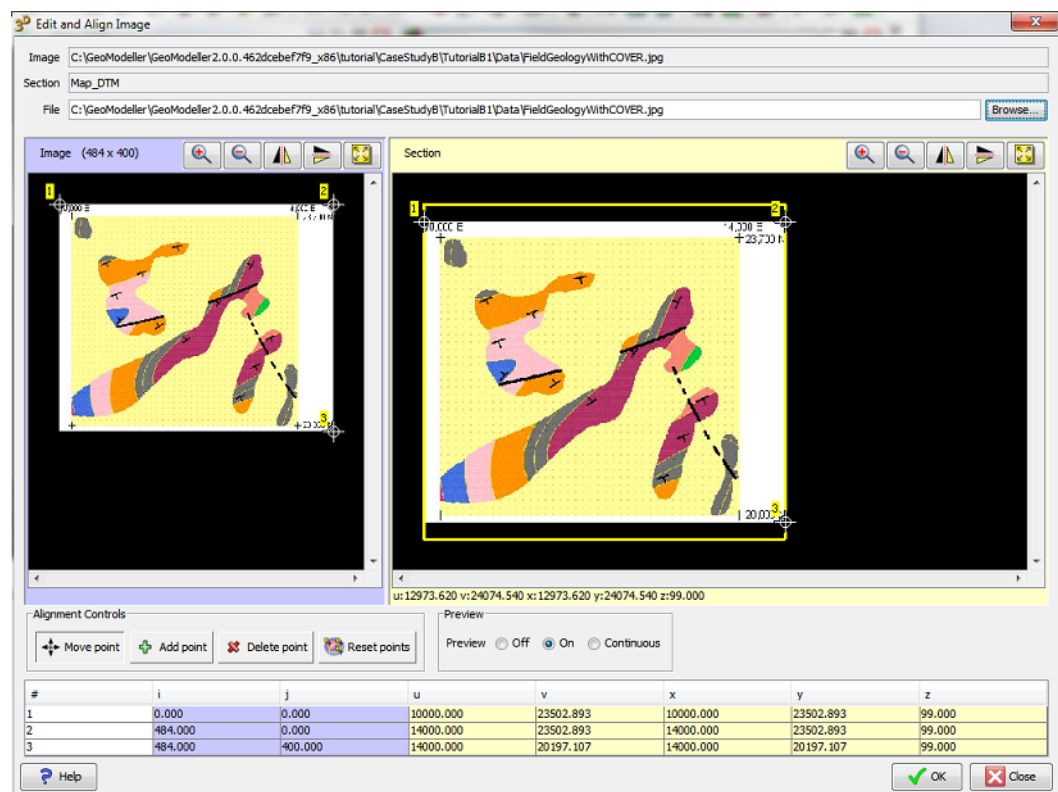 Edit and Align Image
Image C:\GeoModeller\GeoModeller2.0.0.462dcebef7f9_x86\tutorial\CaseStudyB\TutorialB1\Data\FieldGeologyWithCOVER.jpg
Section Map_DTM
File C:\GeoModeller\GeoModeller2.0.0.462dcebef7f9_x86\tutorial\CaseStudyB\TutorialB1\Data\FieldGeologyWithCOVER.jpg Browse...
Image (484 x 400) Section
1 2 1 2
14,000 E
23,700 N
3 3
u:12973.620 v:24074.540 x:12973.620 y:24074.540 z:99.000
Alignment Controls Preview
Move point Add point Delete point Reset points Preview Off On Continuous
# i j u v x y z
1 0.000 0.000 10000.000 23502.893 10000.000 23502.893 99.000
2 484.000 0.000 14000.000 23502.893 14000.000 23502.893 99.000
3 484.000 400.000 14000.000 20197.107 14000.000 20197.107 99.000
Help OK Close